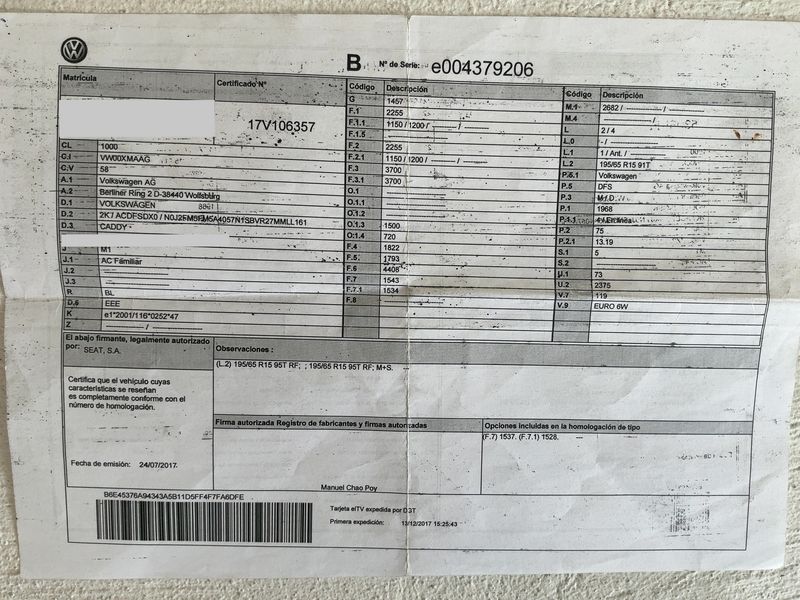 B Nº de Serie: e004379206
Matrícula
Certificado Nº
17V106357
CL 1000
C.I VW00XMAAG
C.V 58
A.1 Volkswagen AG
A.2 Berliner Ring 2 D-38440 Wolfsburg
D.1 VOLKSWAGEN
D.2 2K / ACDFSDX0 / N0J2FM5FM5A4057N1SBVR27MMLL161
D.3 CADDY
J M1
J.1 AC Familiar
J.2 --------------
J.3 --------------
R BL
D.6 EEE
K e1*2001/116*0252*47
Z -------------- / --------------
Código Descripción
G 1457
F.1 2255
F.1.1 1150 / 1200 /
F.1.5
F.2 2255
F.2.1 1150 / 1200 /
F.3 3700
F.3.1 3700
O.1
O.1.1
O.1.2
O.1.3 1500
O.1.4 720
F.4 1822
F.5 1793
F.6 4408
F.7 1543
F.7.1 1534
F.8
Código Descripción
M.1 2682 /
M.4
L 2 / 4
L.0 - /
L.1 1 / Ant. /
L.2 195/65 R15 91T
P.5.1 Volkswagen
P.5 DFS
P.3 M / D
P.1 1968
P.1.1
P.2 75
P.2.1 13.19
S.1 5
S.2
U.1 73
U.2 2375
V.7 119
V.9 EURO 6W
El abajo firmante, legalmente autorizado
por: SEAT, S.A.
Certifica que el vehículo cuyas
características se reseñan
es completamente conforme con el
número de homologación.
Fecha de emisión: 24/07/2017
Observaciones :
(L.2) 195/65 R15 95T RF; ; 195/65 R15 95T RF; M+S.
Firma autorizada Registro de fabricantes y firmas autorizadas
Manuel Chao Poy
Opciones incluidas en la homologación de tipo
(F.7) 1537. (F.7.1) 1528.
B6E45376A94343A5B11D5FF4F7FA6DFE
Tarjeta eITV expedida por D3T
Primera expedición: 13/12/2017 15:25:43